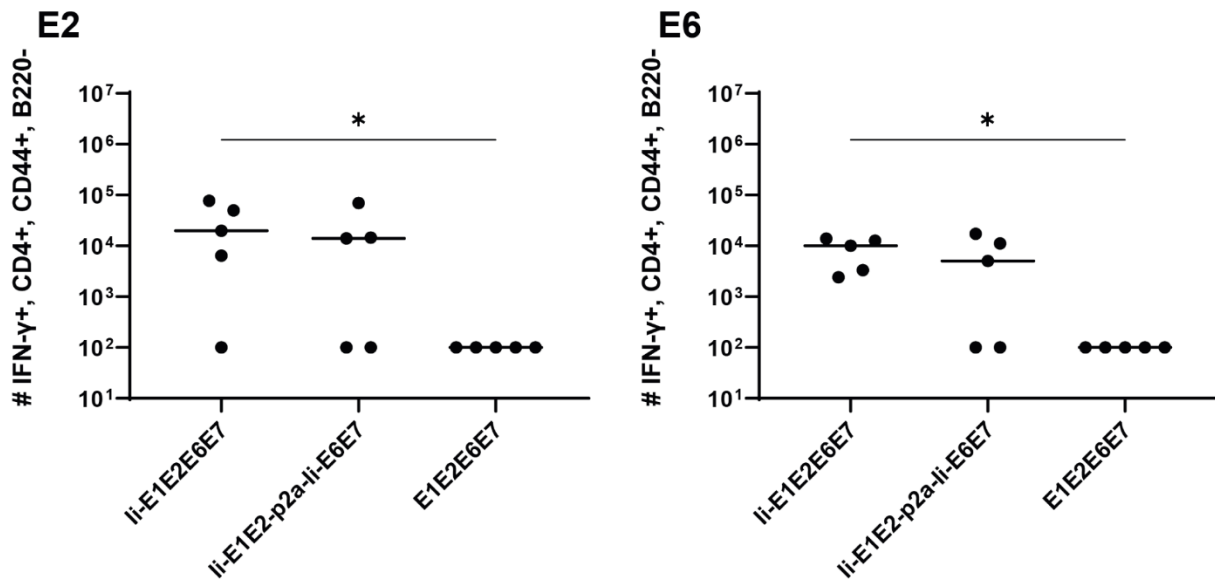 E2
# IFN-γ+, CD4+, CD44+, B220-
10⁷
10⁶
10⁵
10⁴
10³
10²
10¹
*
Ii-E1E2E6E7
Ii-E1E2-p2a-Ii-E6E7
E1E2E6E7
E6
# IFN-γ+, CD4+, CD44+, B220-
10⁷
10⁶
10⁵
10⁴
10³
10²
10¹
*
Ii-E1E2E6E7
Ii-E1E2-p2a-Ii-E6E7
E1E2E6E7